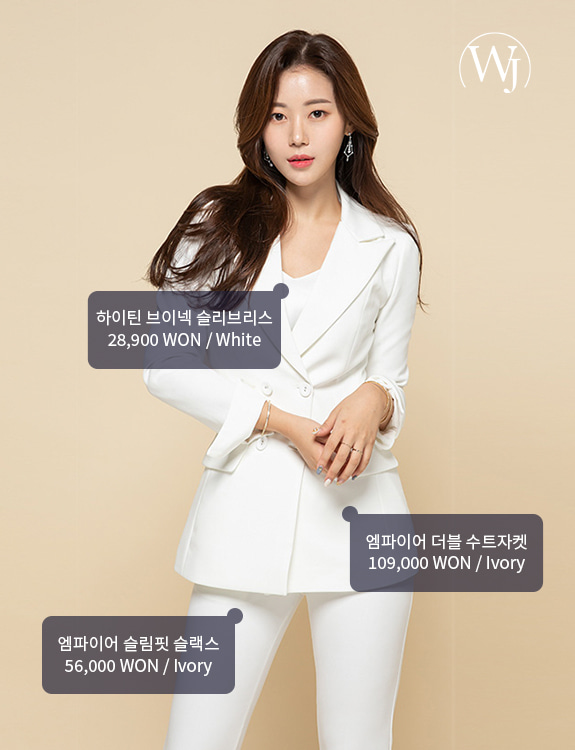 WJ
하이틴 브이넥 슬리브리스
28,900 WON / White
엠파이어 더블 수트자켓
109,000 WON / Ivory
엠파이어 슬림핏 슬랙스
56,000 WON / Ivory